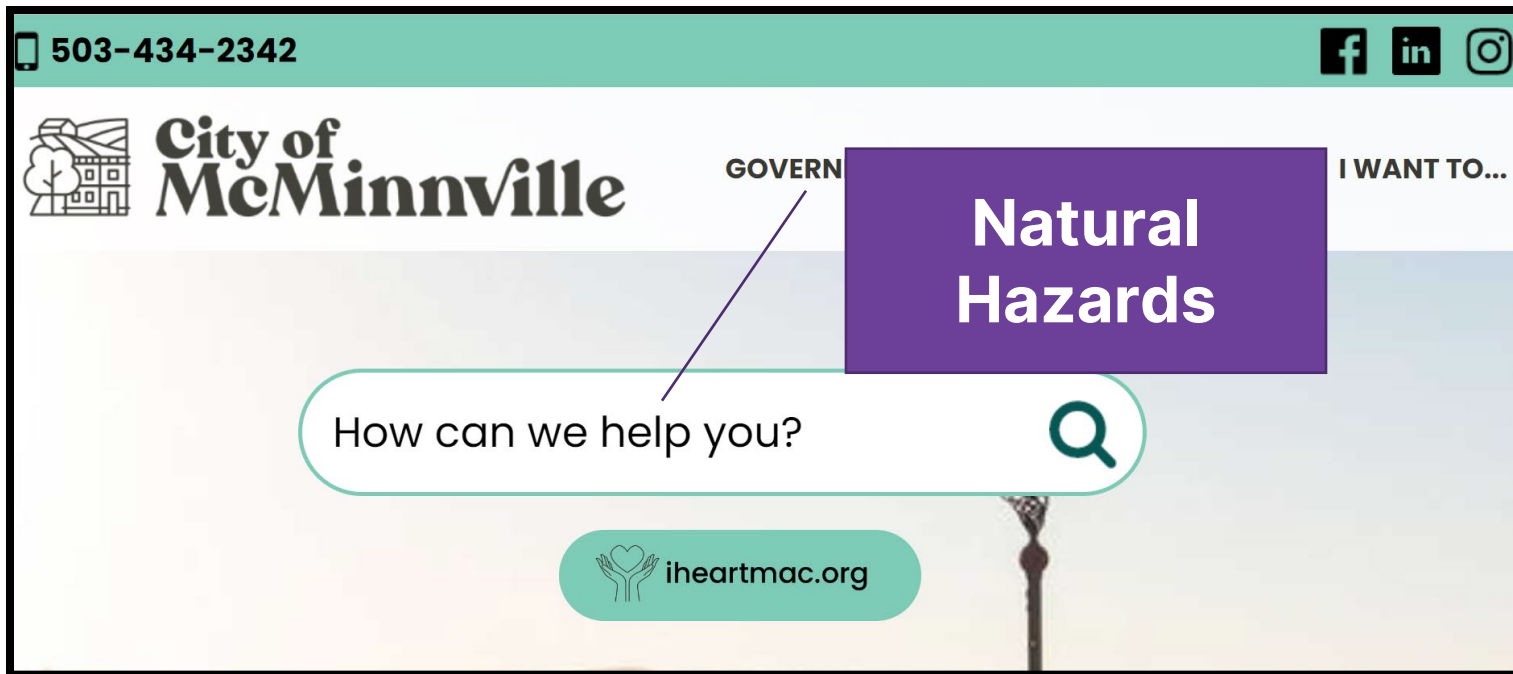 503-434-2342
City of
McMinnville
GOVERN
I WANT TO...
Natural
Hazards
How can we help you?
iheartmac.org